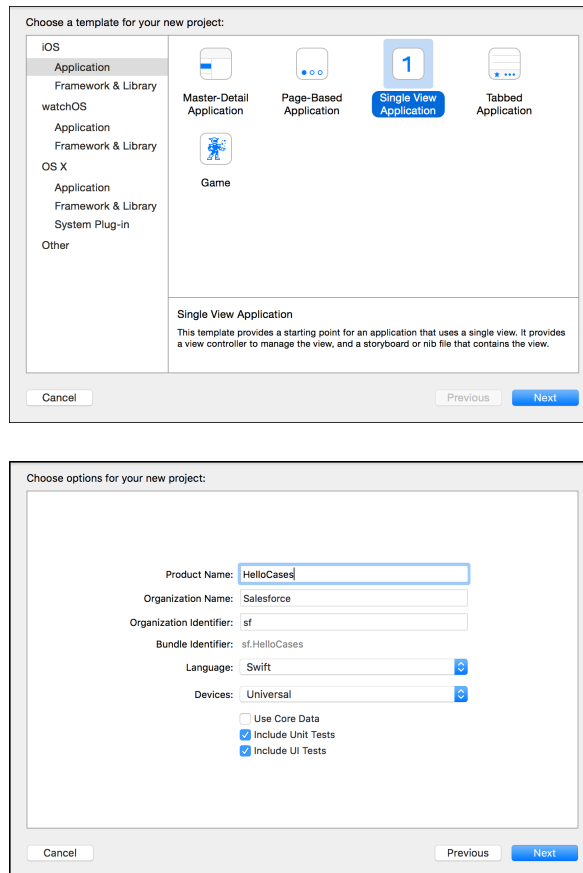 Choose a template for your new project:
iOS
Application
Framework & Library
watchOS
Application
Framework & Library
OS X
Application
Framework & Library
System Plug-in
Other
Master-Detail
Application
Page-Based
Application
1
Single View
Application
Tabbed
Application
Game
Single View Application
This template provides a starting point for an application that uses a single view. It provides
a view controller to manage the view, and a storyboard or nib file that contains the view.
Cancel
Previous
Next
Choose options for your new project:
Product Name: HelloCases
Organization Name: Salesforce
Organization Identifier: sf
Bundle Identifier: sf.HelloCases
Language: Swift
Devices: Universal
Use Core Data
Include Unit Tests
Include UI Tests
Cancel
Previous
Next